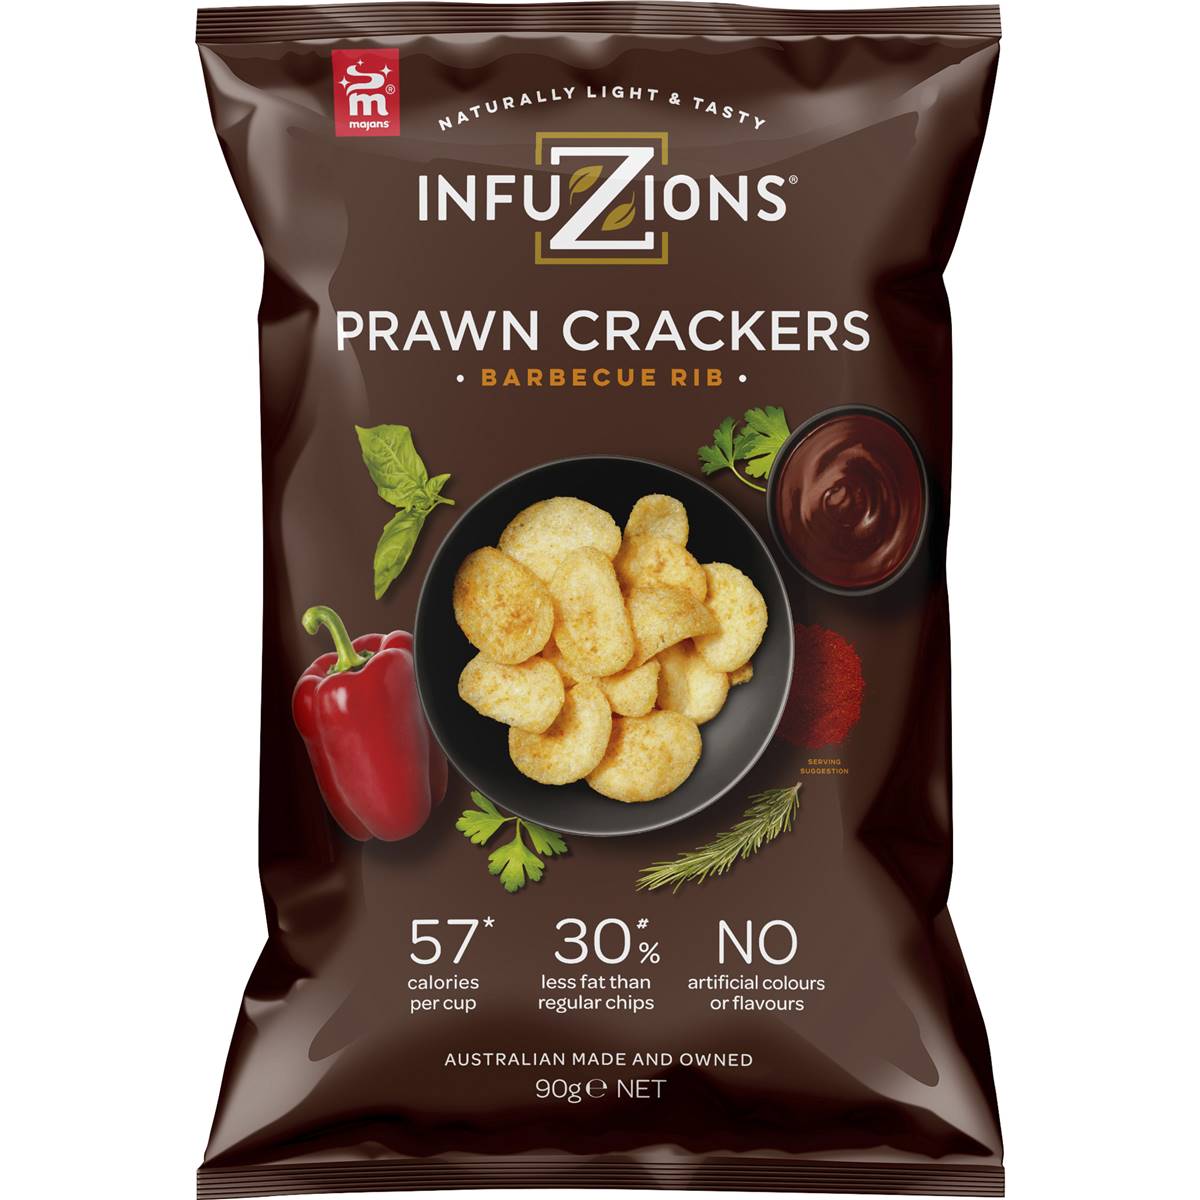 m®
majans
NATURALLY LIGHT & TASTY
INFUZIONS®
PRAWN CRACKERS
• BARBECUE RIB •
SERVING
SUGGESTION
57* 30#% NO
calories less fat than artificial colours
per cup regular chips or flavours
AUSTRALIAN MADE AND OWNED
90g℮ NET